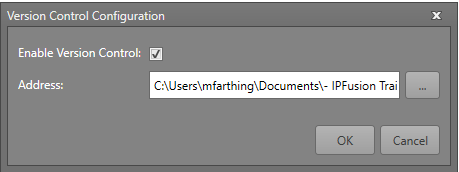 Version Control Configuration
Enable Version Control:
Address: C:\Users\mfarthing\Documents\- IPFusion Trai ...
OK Cancel